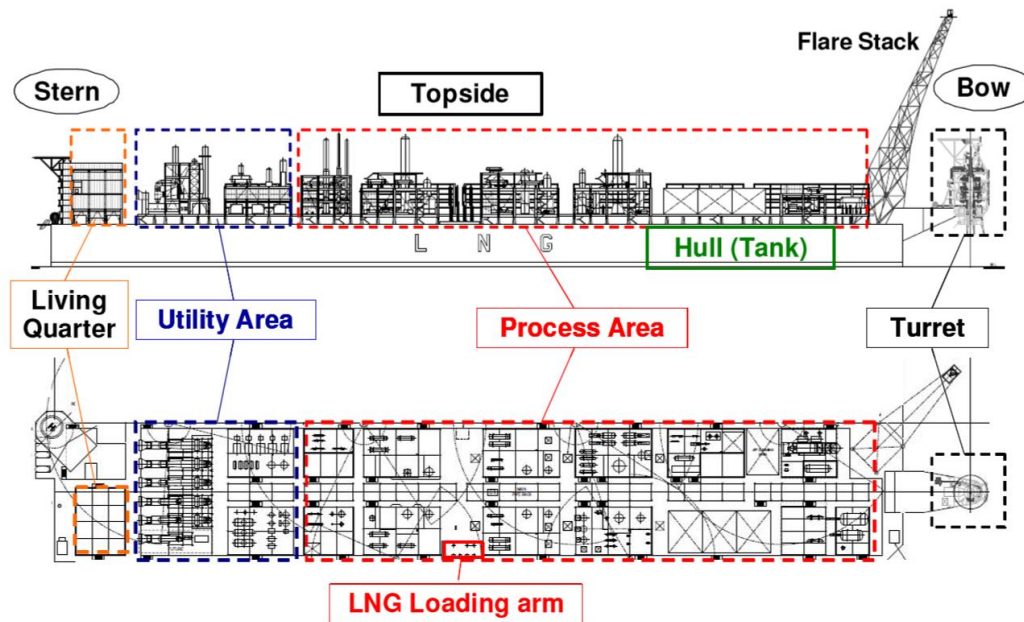 Flare Stack
Stern
Topside
Bow
L N G
Hull (Tank)
Living
Quarter
Utility Area
Process Area
Turret
LNG Loading arm